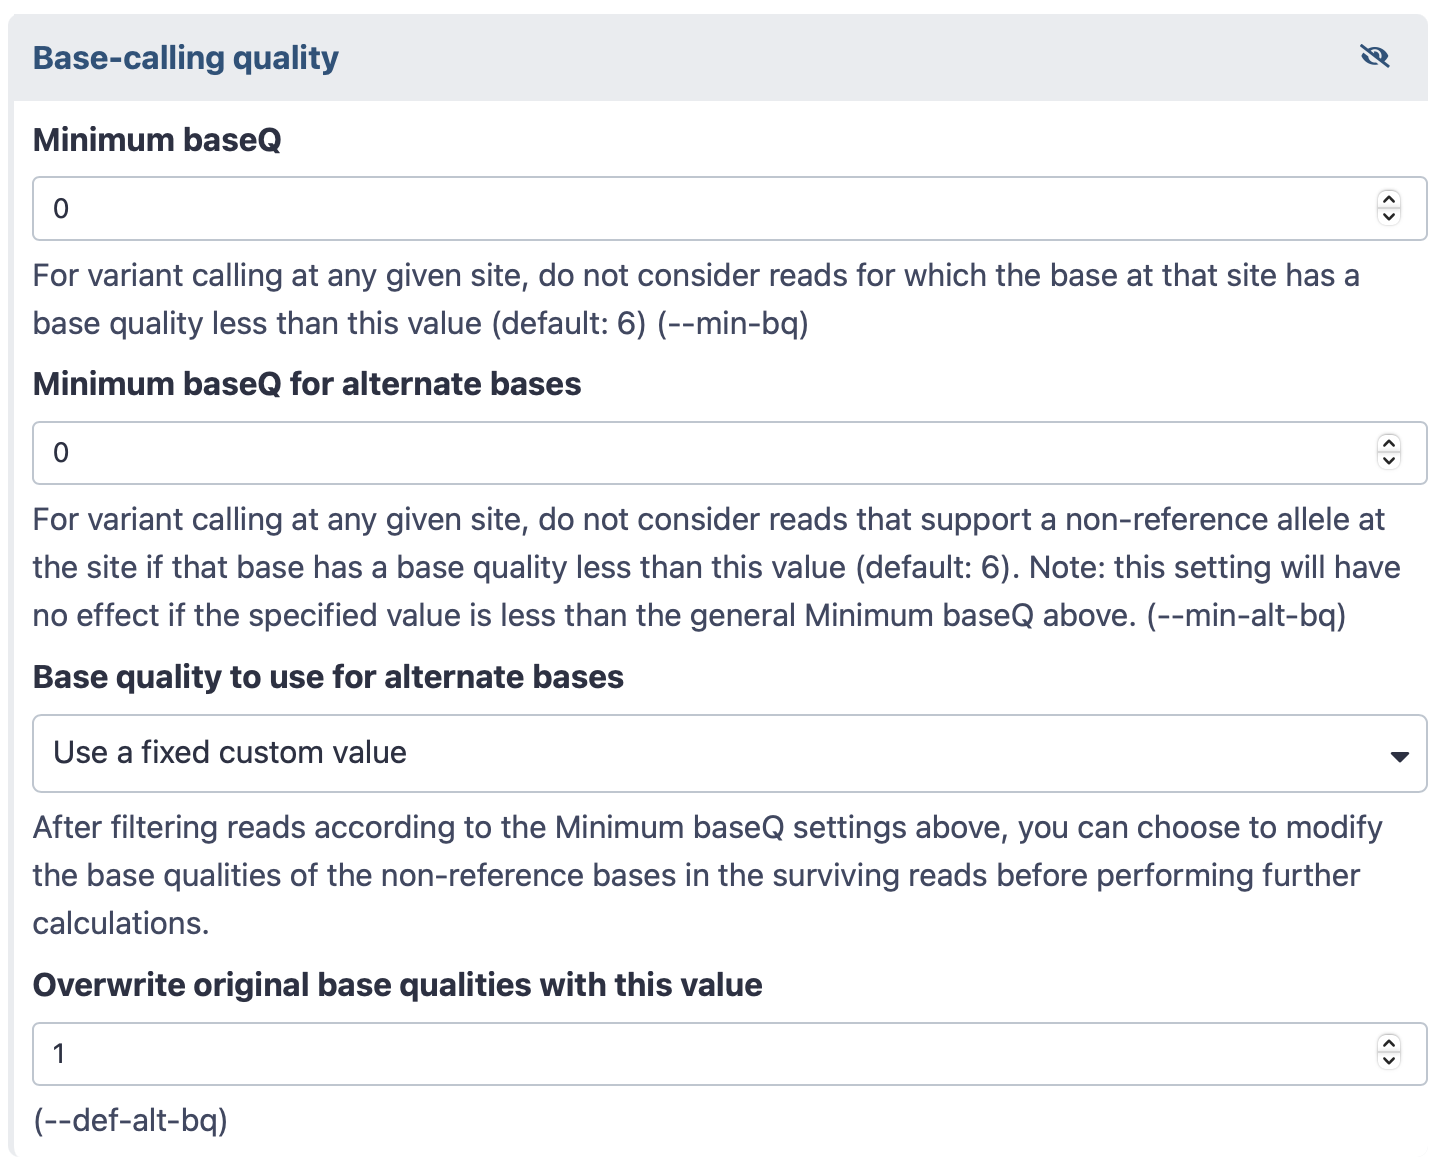 Base-calling quality
Minimum baseQ
0
For variant calling at any given site, do not consider reads for which the base at that site has a
base quality less than this value (default: 6) (--min-bq)
Minimum baseQ for alternate bases
0
For variant calling at any given site, do not consider reads that support a non-reference allele at
the site if that base has a base quality less than this value (default: 6). Note: this setting will have
no effect if the specified value is less than the general Minimum baseQ above. (--min-alt-bq)
Base quality to use for alternate bases
Use a fixed custom value
After filtering reads according to the Minimum baseQ settings above, you can choose to modify
the base qualities of the non-reference bases in the surviving reads before performing further
calculations.
Overwrite original base qualities with this value
1
(--def-alt-bq)